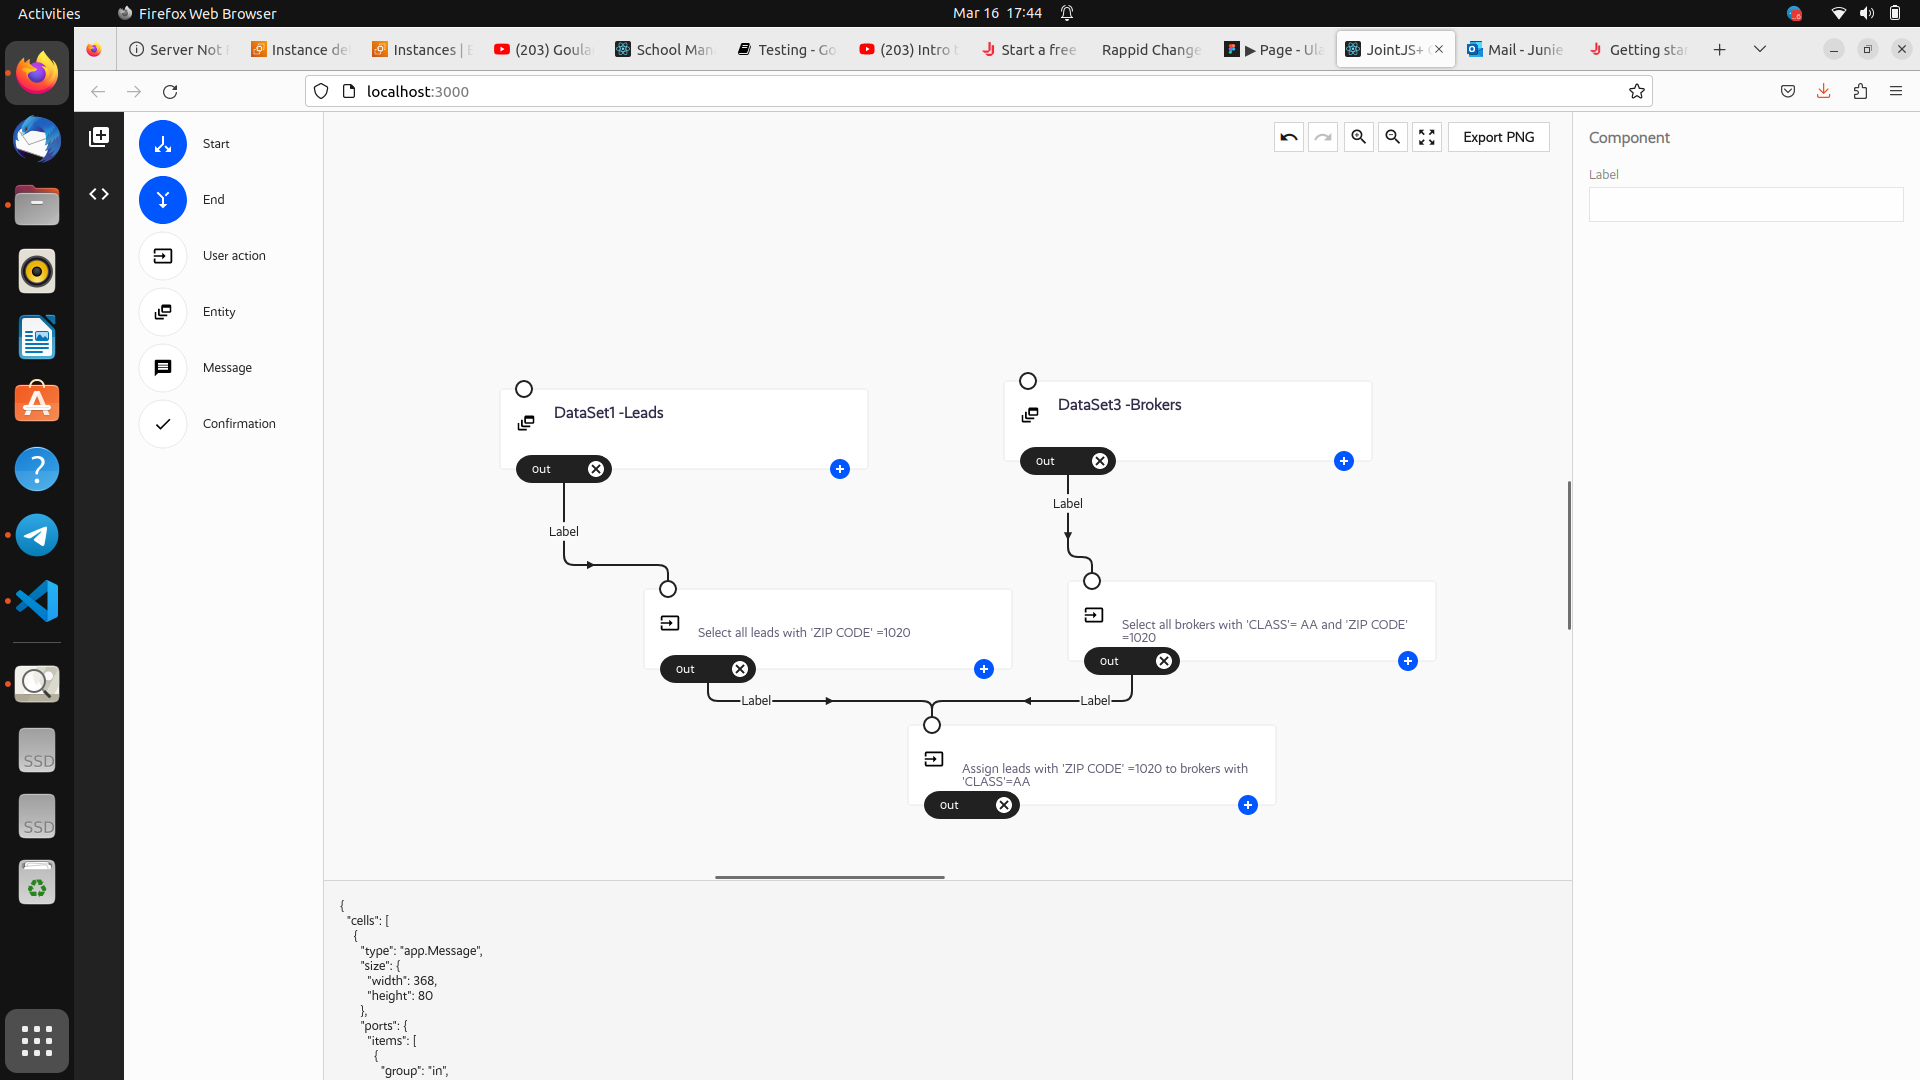 Activities
Firefox Web Browser
Mar 16 17:44
Server Not
Instance de
Instances | E
(203) Goula
School Man
Testing - Go
(203) Intro t
Start a free
Rappid Change
▶ Page - Ula
JointJS+
Mail - Junie
Getting star
localhost:3000
Start
End
User action
Entity
Message
Confirmation
Export PNG
Component
Label
DataSet1 -Leads
out
DataSet3 -Brokers
out
Label
Label
Select all leads with 'ZIP CODE' =1020
out
Select all brokers with 'CLASS'= AA and 'ZIP CODE'
=1020
out
Label
Label
Assign leads with 'ZIP CODE' =1020 to brokers with
'CLASS'=AA
out
SSD
SSD
{
"cells": [
{
"type": "app.Message",
"size": {
"width": 368,
"height": 80
},
"ports": {
"items": [
{
"group": "in",